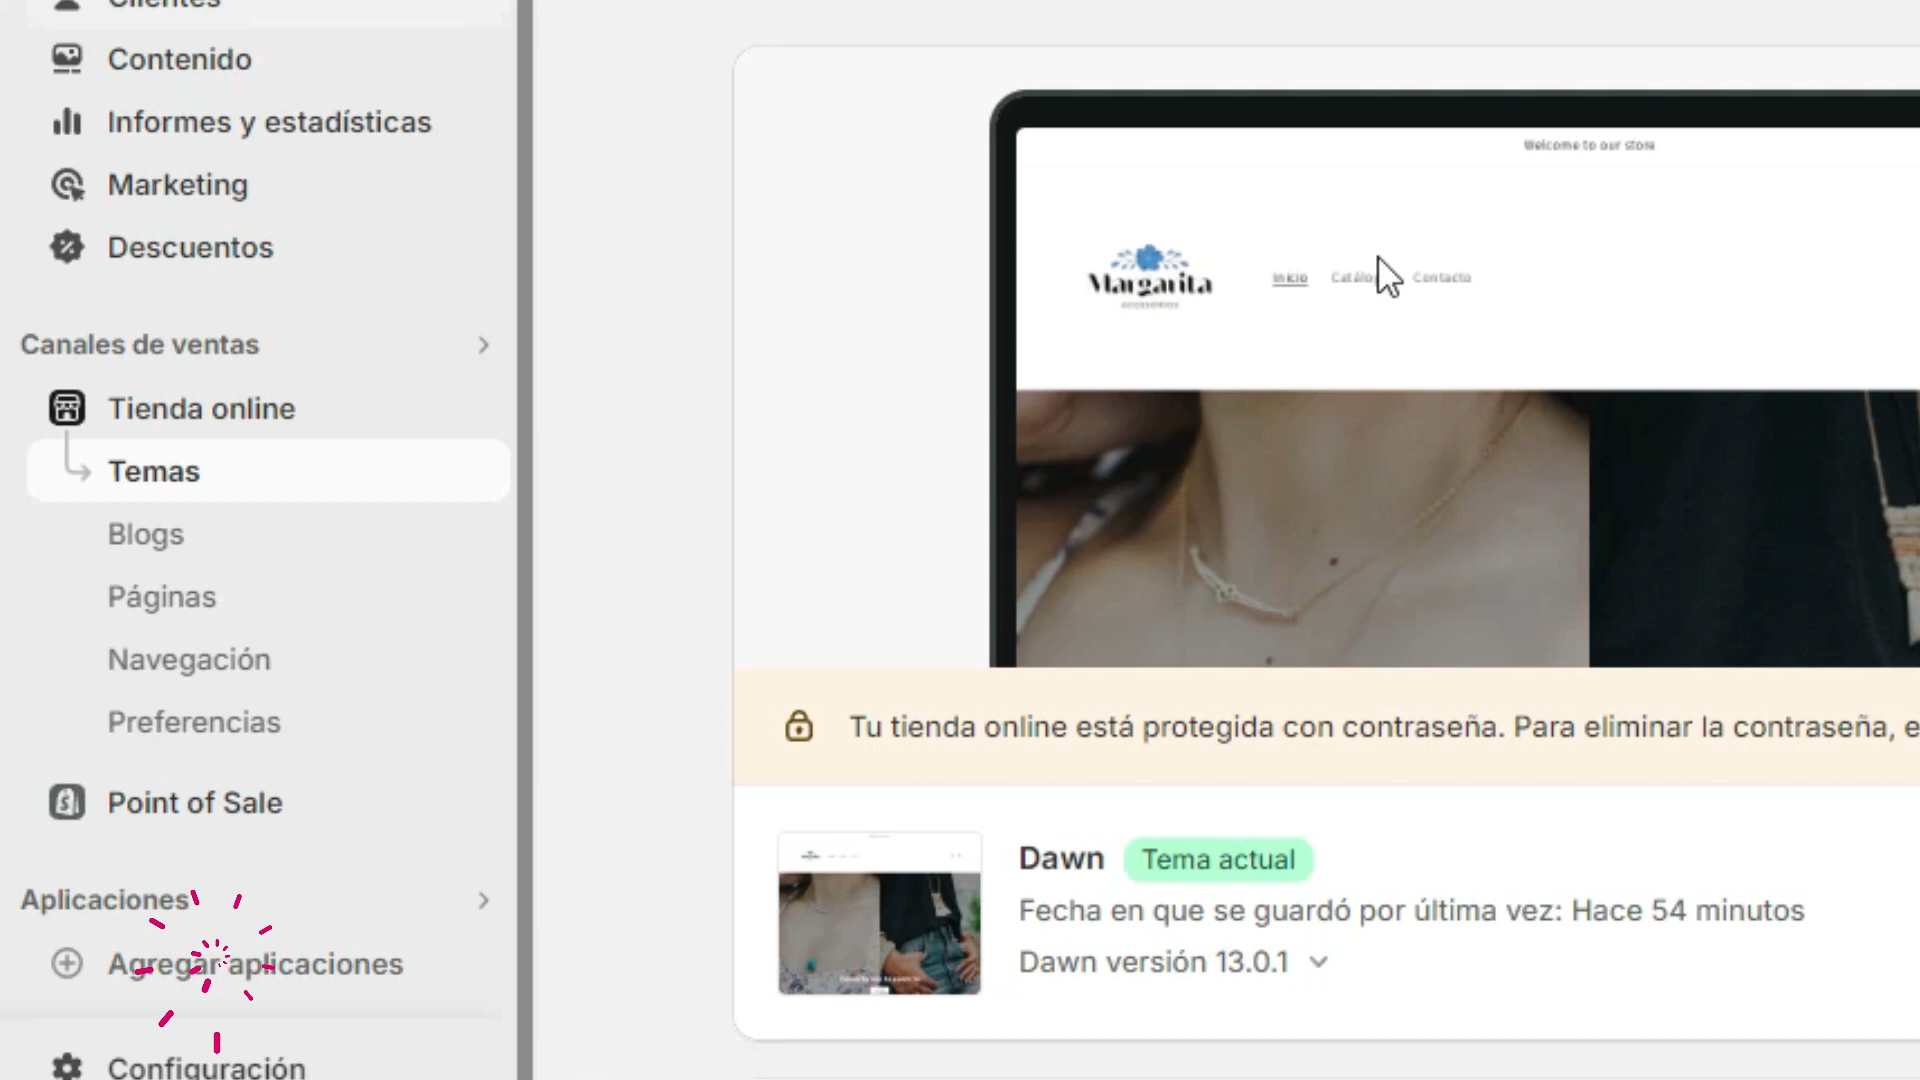 Clientes
Contenido
Informes y estadísticas
Marketing
Descuentos
Canales de ventas
Tienda online
Temas
Blogs
Páginas
Navegación
Preferencias
Point of Sale
Aplicaciones
Agregar aplicaciones
Configuración
Welcome to our store
Margarita
ACCESSORIOS
Inicio
Catálo
Contacto
Tu tienda online está protegida con contraseña. Para eliminar la contraseña, e
Dawn
Tema actual
Fecha en que se guardó por última vez: Hace 54 minutos
Dawn versión 13.0.1